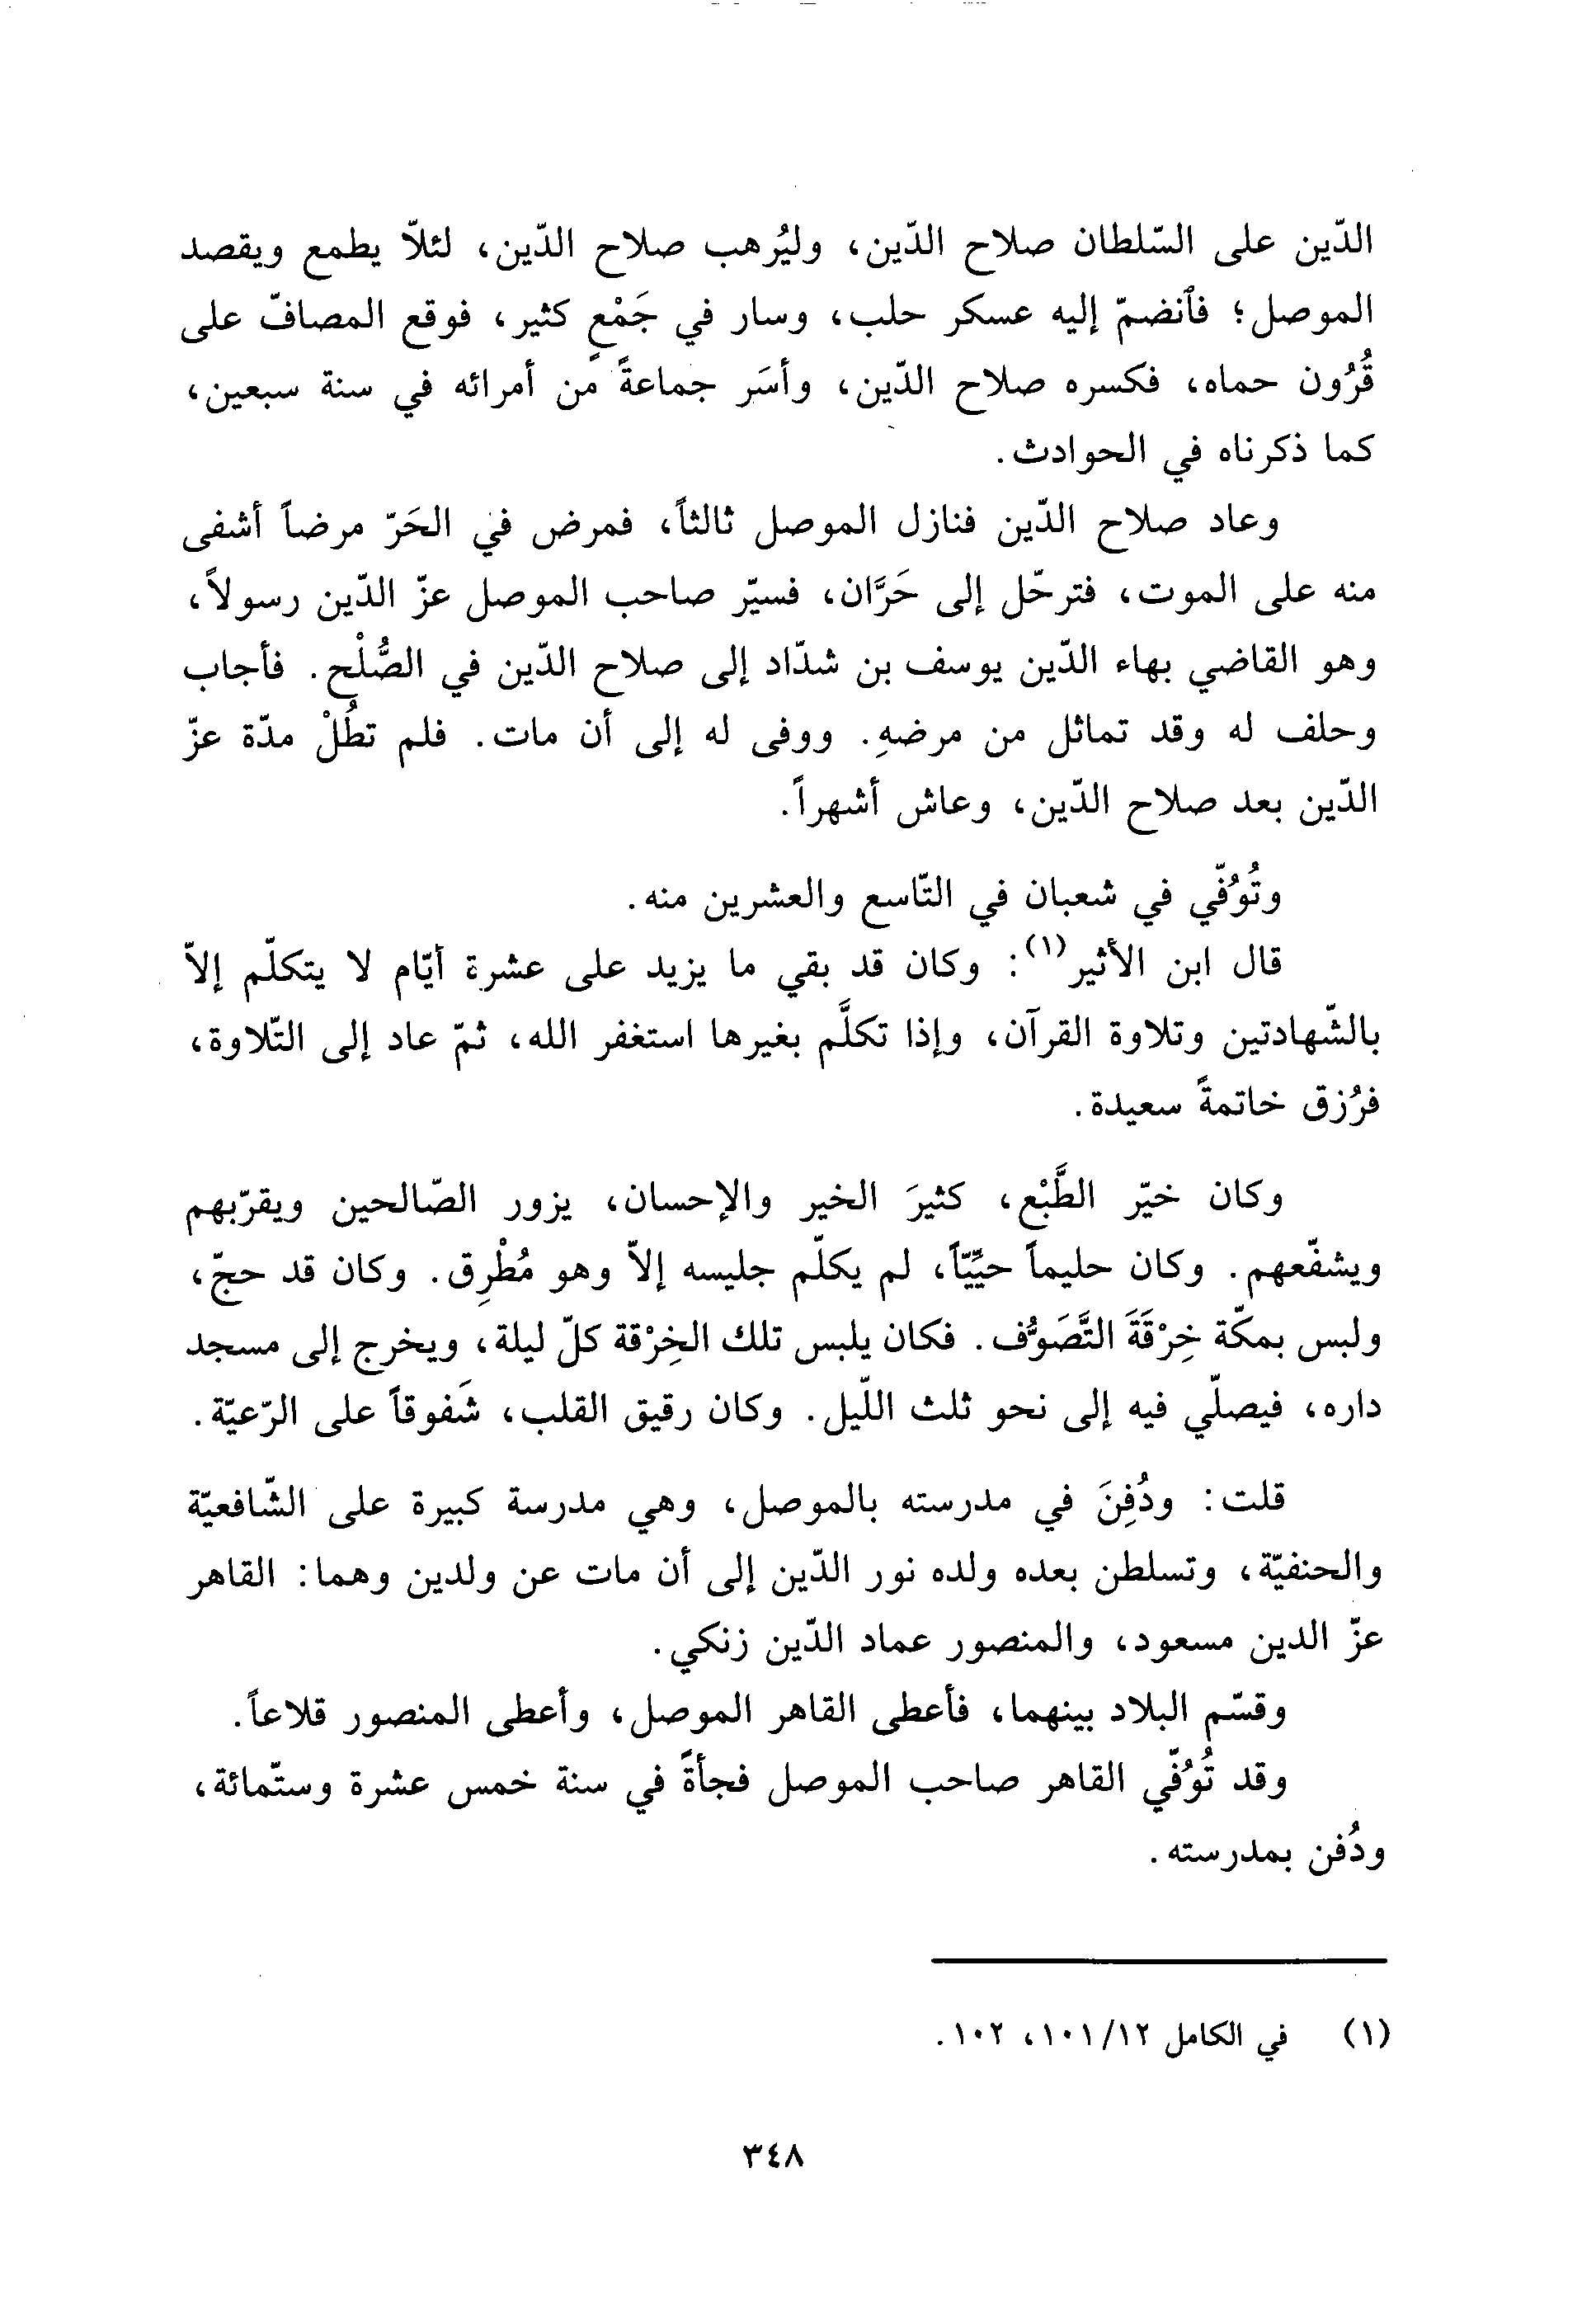 الدّين على السّلطان صلاح الدّين، وليُرهب صلاح الدّين، لئلاّ يطمع ويقصد
الموصل؛ فٱنضمّ إليه عسكر حلب، وسار في جَمْعٍ كثير، فوقع المصافّ على
قُرُون حماه، فكسره صلاح الدّين، وأسَر جماعةً من أمرائه في سنة سبعين،
كما ذكرناه في الحوادث.
وعاد صلاح الدّين فنازل الموصل ثالثاً، فمرض في الحَرّ مرضاً أشفى
منه على الموت، فترحّل إلى حَرَّان، فسيّر صاحب الموصل عزّ الدّين رسولاً،
وهو القاضي بهاء الدّين يوسف بن شدّاد إلى صلاح الدّين في الصُّلْح. فأجاب
وحلف له وقد تماثل من مرضهِ. ووفى له إلى أن مات. فلم تطُلْ مدّة عزّ
الدّين بعد صلاح الدّين، وعاش أشهراً.
وتُوُفّي في شعبان في التّاسع والعشرين منه.
قال ابن الأثير(١): وكان قد بقي ما يزيد على عشرة أيّام لا يتكلّم إلاّ
بالشّهادتين وتلاوة القرآن، وإذا تكلَّم بغيرها استغفر الله، ثمّ عاد إلى التّلاوة،
فرُزق خاتمةً سعيدة.
وكان خيّر الطَّبْع، كثيرَ الخير والإحسان، يزور الصّالحين ويقرّبهم
ويشفّعهم. وكان حليماً حيِّيّاً، لم يكلّم جليسه إلاّ وهو مُطْرِق. وكان قد حجّ،
ولبس بمكّة خِرْقَةَ التَّصَوُّف. فكان يلبس تلك الخِرْقة كلّ ليلة، ويخرج إلى مسجد
داره، فيصلّي فيه إلى نحو ثلث اللّيل. وكان رقيق القلب، شَفوقاً على الرّعيّة.
قلت: ودُفِنَ في مدرسته بالموصل، وهي مدرسة كبيرة على الشّافعيّة
والحنفيّة، وتسلطن بعده ولده نور الدّين إلى أن مات عن ولدين وهما: القاهر
عزّ الدين مسعود، والمنصور عماد الدّين زنكي.
وقسّم البلاد بينهما، فأعطى القاهر الموصل، وأعطى المنصور قلاعاً.
وقد تُوُفّي القاهر صاحب الموصل فجأةً في سنة خمس عشرة وستّمائة،
ودُفن بمدرسته.
(١) في الكامل ١٠١/١٢، ١٠٢.
٣٤٨